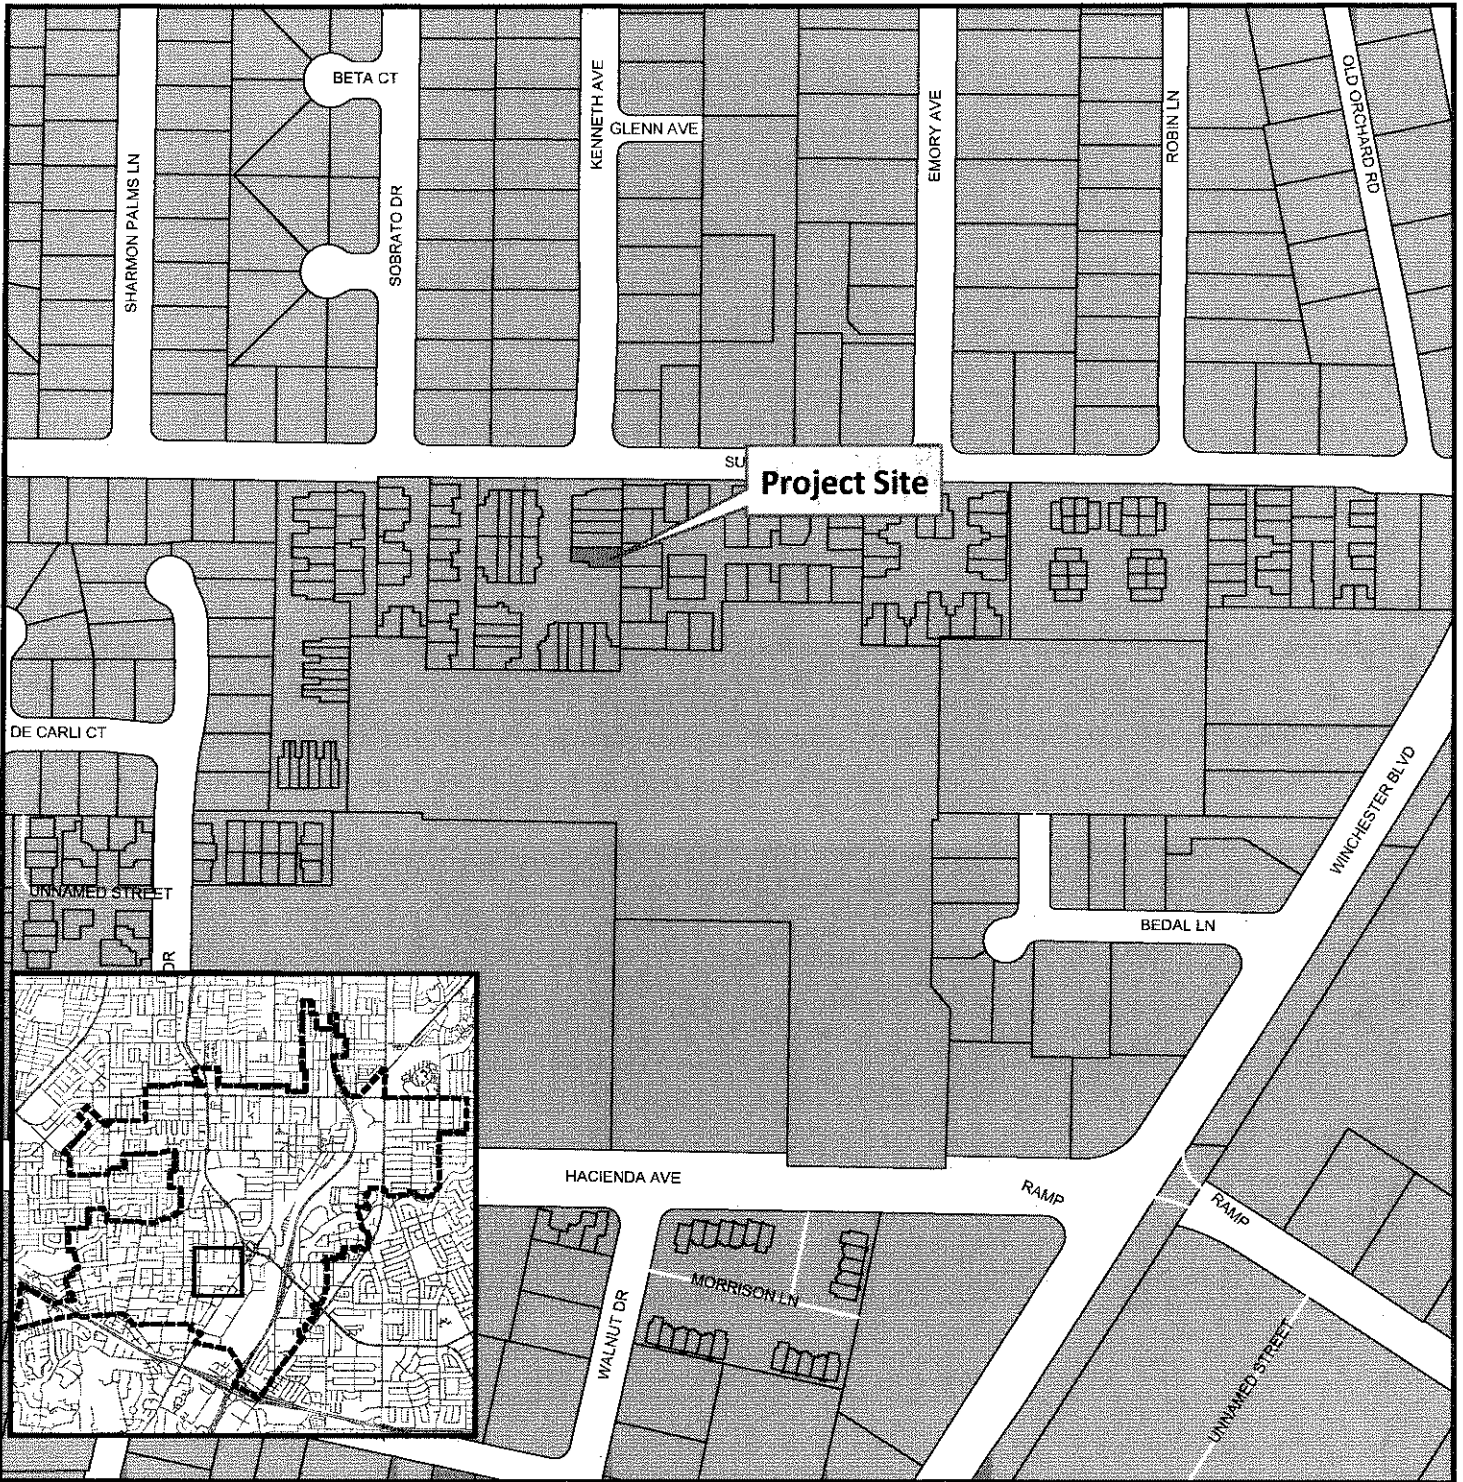 BETA CT
KENNETH AVE
GLENN AVE
EMORY AVE
ROBIN LN
OLD ORCHARD RD
SHARMON PALMS LN
SOBRATO DR
SU
Project Site
DE CARLI CT
WINCHESTER BLVD
UNNAMED STREET
BEDAL LN
DR
HACIENDA AVE
RAMP
RAMP
MORRISON LN
WALNUT DR
UNNAMED STREET